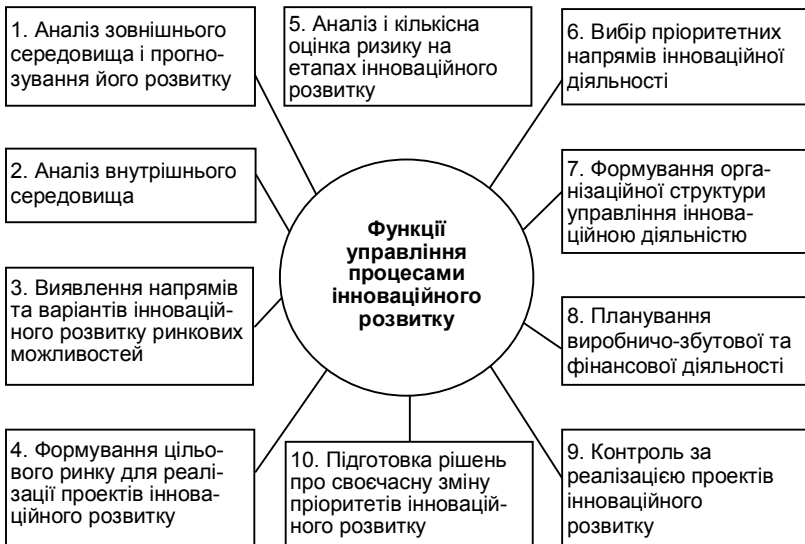 1. Аналіз зовнішнього
середовища і прогно-
зування його розвитку
2. Аналіз внутрішнього
середовища
3. Виявлення напрямів
та варіантів інновацій-
ного розвитку ринкових
можливостей
4. Формування цільо-
вого ринку для реалі-
зації проектів іннова-
ційного розвитку
5. Аналіз і кількісна
оцінка ризику на
етапах інноваційного
розвитку
Функції
управління
процесами
інноваційного
розвитку
10. Підготовка рішень
про своєчасну зміну
пріоритетів інновацій-
ного розвитку
6. Вибір пріоритетних
напрямів інноваційної
діяльності
7. Формування орга-
нізаційної структури
управління іннова-
ційною діяльністю
8. Планування
виробничо-збутової та
фінансової діяльності
9. Контроль за
реалізацією проектів
інноваційного
розвитку